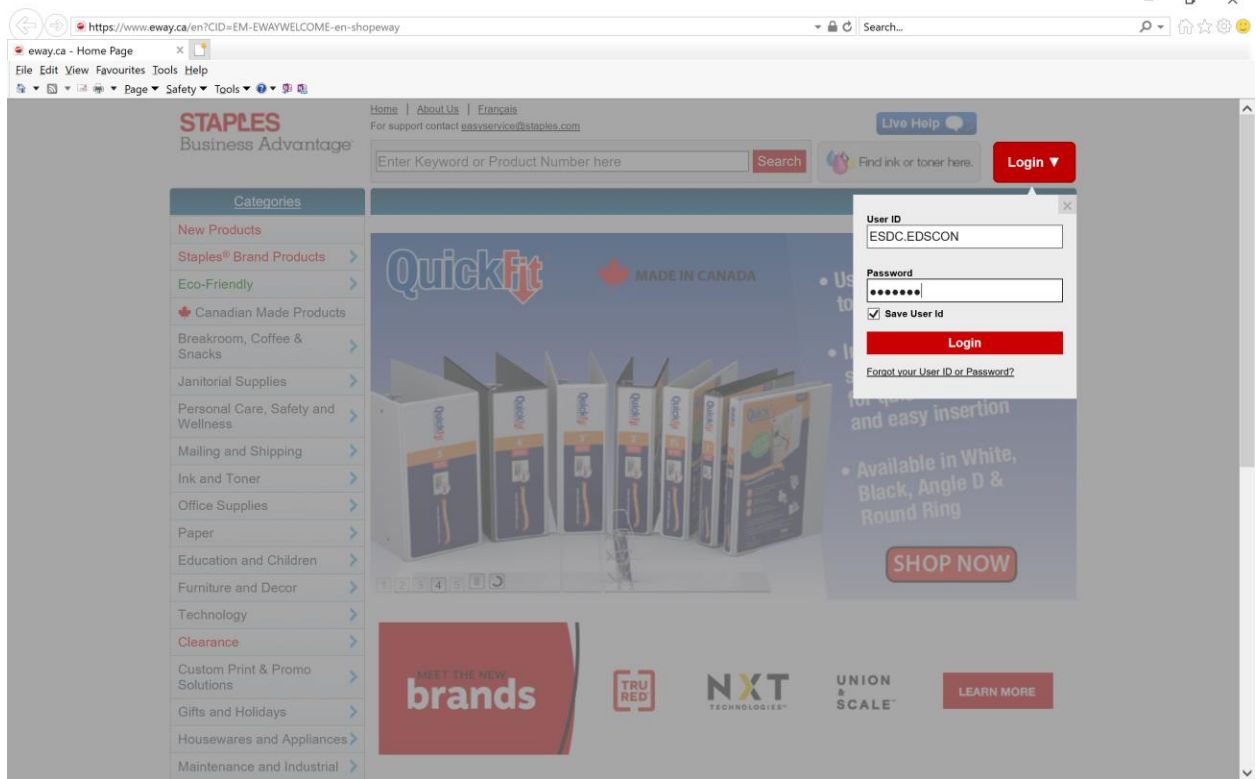 https://www.eway.ca/en?CID=EM-EWAYWELCOME-en-shopeway
Search...
eway.ca - Home Page
File Edit View Favourites Tools Help
Page Safety Tools
STAPLES
Business Advantage
Home | About Us | Français
For support contact easyservice@staples.com
Live Help
Enter Keyword or Product Number here
Search
Find ink or toner here.
Login ▼
Categories
New Products
Staples® Brand Products
Eco-Friendly
Canadian Made Products
Breakroom, Coffee &
Snacks
Janitorial Supplies
Personal Care, Safety and
Wellness
Mailing and Shipping
Ink and Toner
Office Supplies
Paper
Education and Children
Furniture and Decor
Technology
Clearance
Custom Print & Promo
Solutions
Gifts and Holidays
Housewares and Appliances
Maintenance and Industrial
User ID
ESDC.EDSCON
Password
•••••••
Save User Id
Login
Forgot your User ID or Password?
QuickFit
MADE IN CANADA
and easy insertion
• Available in White,
Black, Angle D &
Round Ring
SHOP NOW
1 2 3 4 5
MEET THE NEW
brands
TRU
RED
NXT
TECHNOLOGIES
UNION
&
SCALE
LEARN MORE